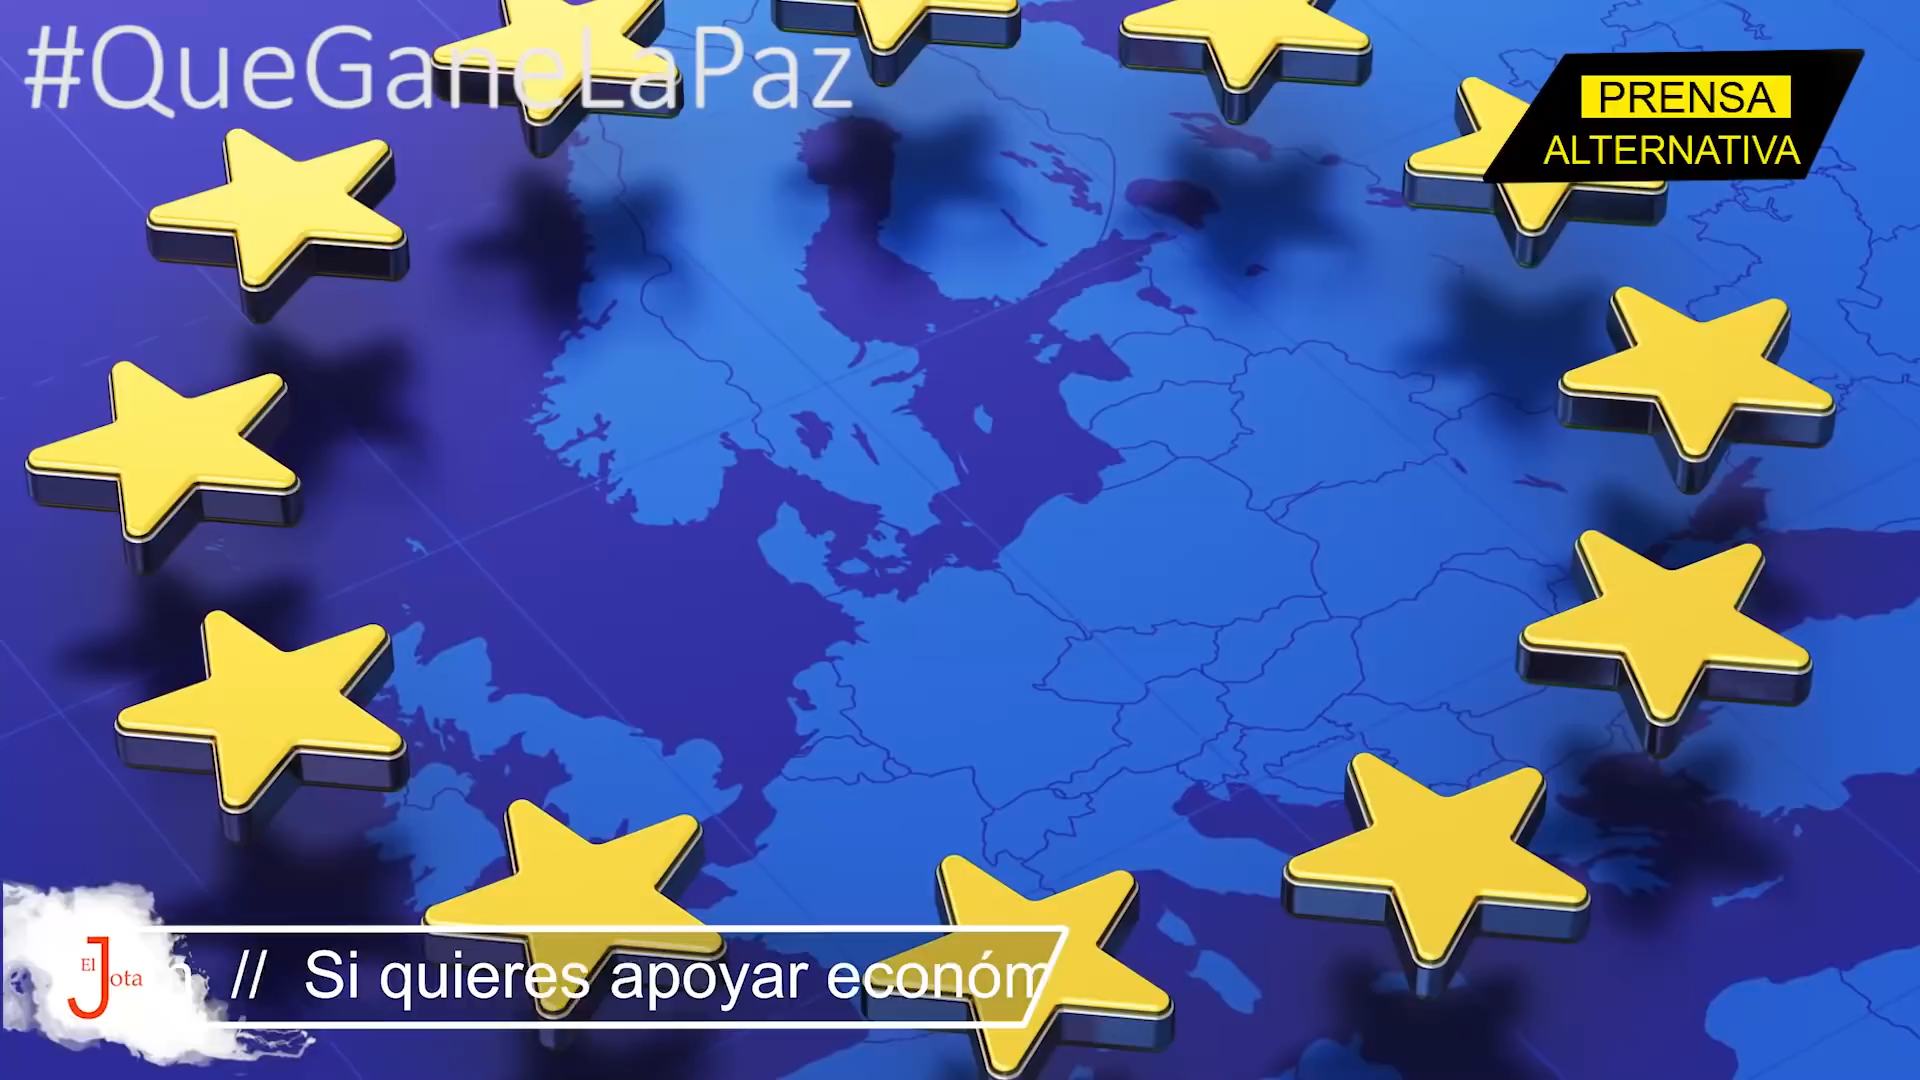 #QueGaneLaPaz
PRENSA
ALTERNATIVA
El Jota
// Si quieres apoyar económ